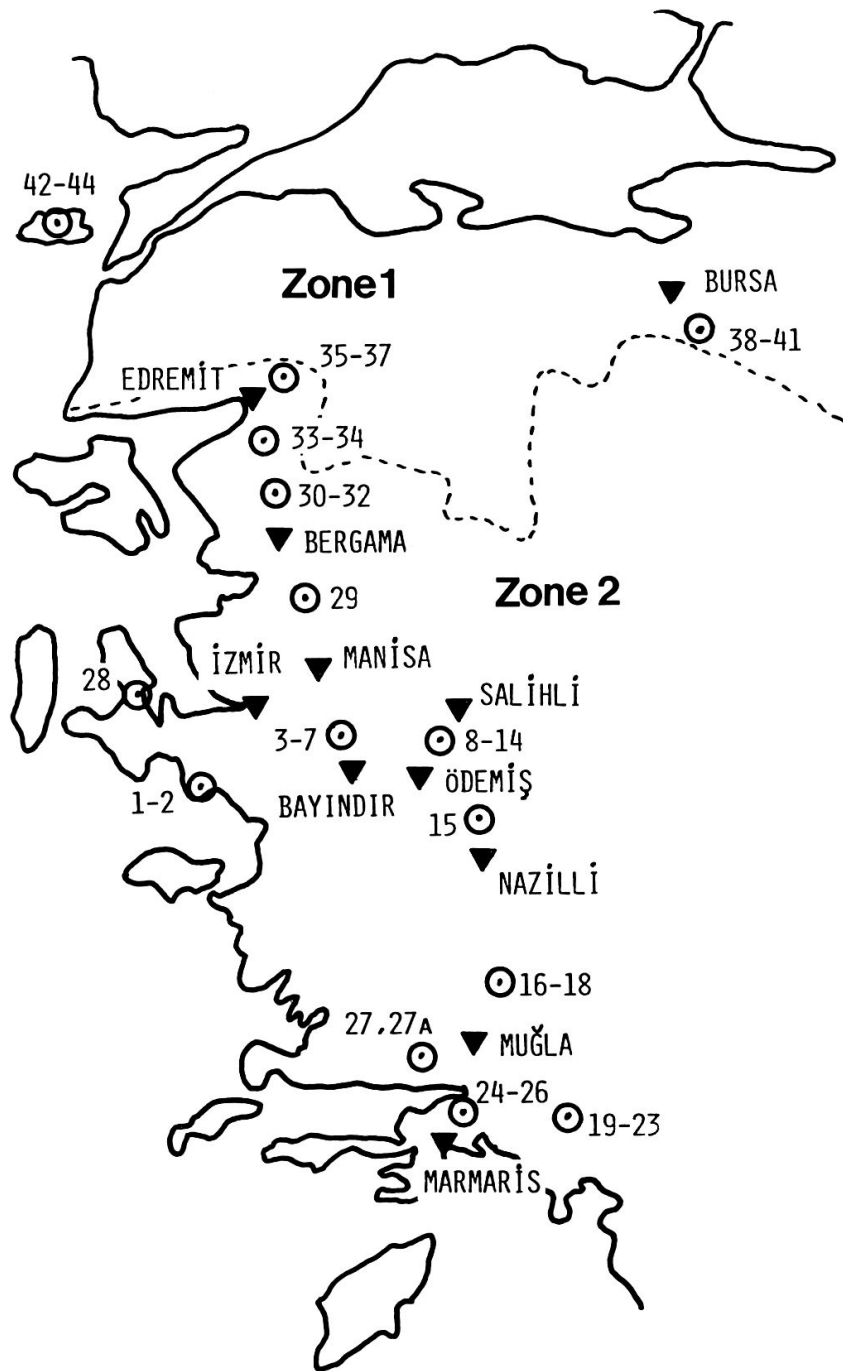 42-44
Zone 1
BURSA
38-41
35-37
EDREMİT
33-34
30-32
BERGAMA
29
Zone 2
İZMİR
MANİSA
28
SALİHLİ
3-7
8-14
1-2
BAYINDIR
ÖDEMİŞ
15
NAZİLLİ
16-18
27,27A
MUĞLA
24-26
19-23
MARMARİS